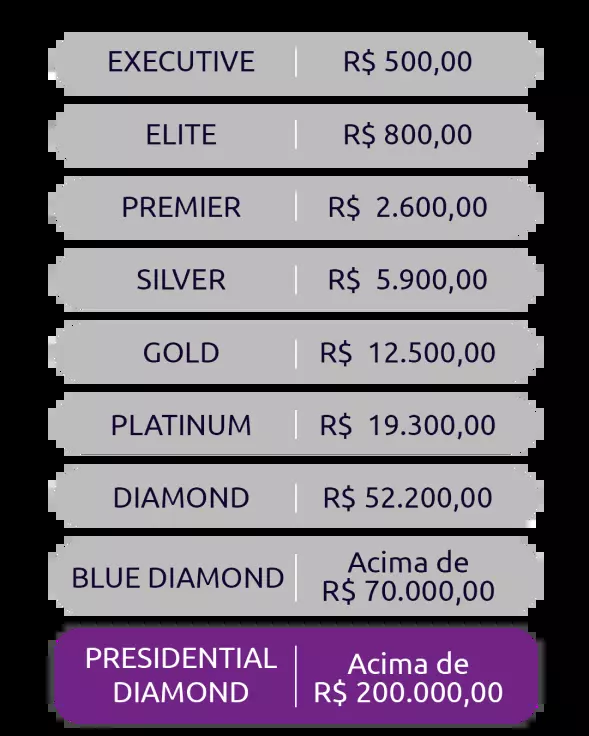 EXECUTIVE R$ 500,00
ELITE R$ 800,00
PREMIER R$ 2.600,00
SILVER R$ 5.900,00
GOLD R$ 12.500,00
PLATINUM R$ 19.300,00
DIAMOND R$ 52.200,00
BLUE DIAMOND
Acima de
R$ 70.000,00
PRESIDENTIAL
DIAMOND
Acima de
R$ 200.000,00